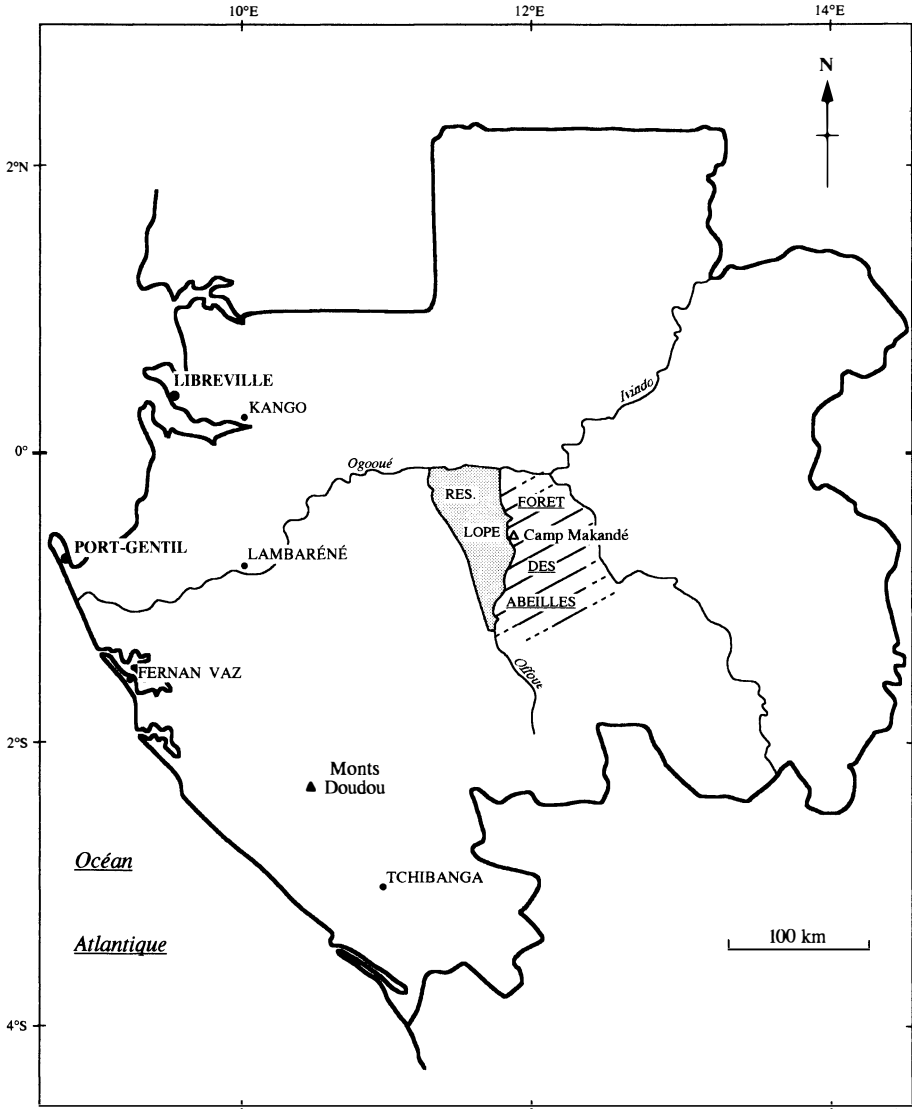 10°E
12°E
14°E
N
2°N
Ivindo
LIBREVILLE
KANGO
0°
Ogooué
RES.
FORET
LOPE
Camp Makandé
PORT-GENTIL
LAMBARÉNÉ
DES
ABEILLES
FERNAN VAZ
Offoué
2°S
Monts
Doudou
Océan
TCHIBANGA
Atlantique
100 km
4°S